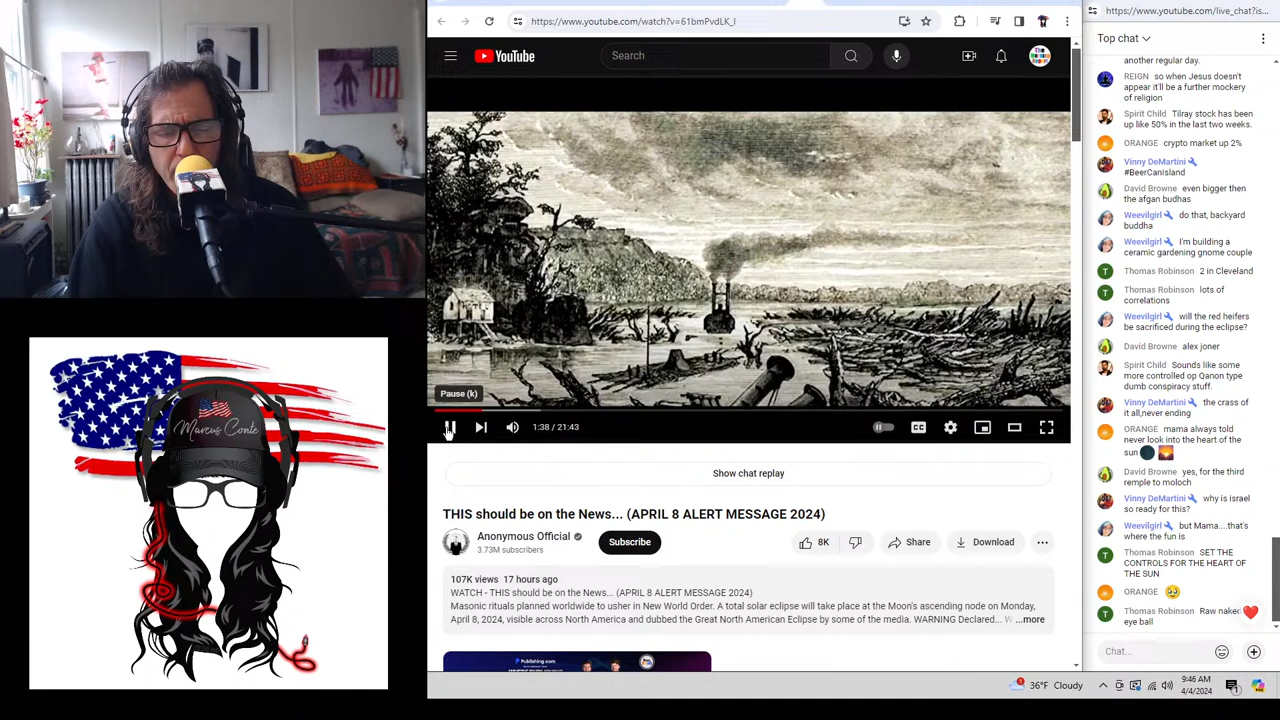 https://www.youtube.com/watch?v=61bmPvdLK_I
https://www.youtube.com/live_chat?is...
YouTube
Search
Top chat
another regular day.
REIGN so when Jesus doesn't
appear it'll be a further mockery
of religion
Spirit Child Tilray stock has been
up like 50% in the last two weeks.
ORANGE crypto market up 2%
Vinny DeMartini
#BeerCanIsland
David Browne even bigger then
the afgan budhas
Weevilgirl do that, backyard
buddha
Weevilgirl I'm building a
ceramic gardening gnome couple
Thomas Robinson 2 in Cleveland
Thomas Robinson lots of
correlations
Weevilgirl will the red heifers
be sacrificed during the eclipse?
David Browne alex joner
Spirit Child Sounds like some
more controlled op Qanon type
dumb conspiracy stuff.
Vinny DeMartini the crass of
it all,never ending
ORANGE mama always told
never look into the heart of the
sun
David Browne yes, for the third
remple to moloch
Vinny DeMartini why is israel
so ready for this?
Weevilgirl but Mama....that's
where the fun is
Thomas Robinson SET THE
CONTROLS FOR THE HEART OF
THE SUN
ORANGE
Thomas Robinson Raw naked
eye ball
Chat...
Pause (k)
1:38 / 21:43
CC
Show chat replay
THIS should be on the News... (APRIL 8 ALERT MESSAGE 2024)
Anonymous Official
3.73M subscribers
Subscribe
8K
Share
Download
107K views 17 hours ago
WATCH - THIS should be on the News... (APRIL 8 ALERT MESSAGE 2024)
Masonic rituals planned worldwide to usher in New World Order. A total solar eclipse will take place at the Moon's ascending node on Monday,
April 8, 2024, visible across North America and dubbed the Great North American Eclipse by some of the media. WARNING Declared... W ...more
Publishing.com
Marcus Conte
36°F Cloudy
9:46 AM
4/4/2024